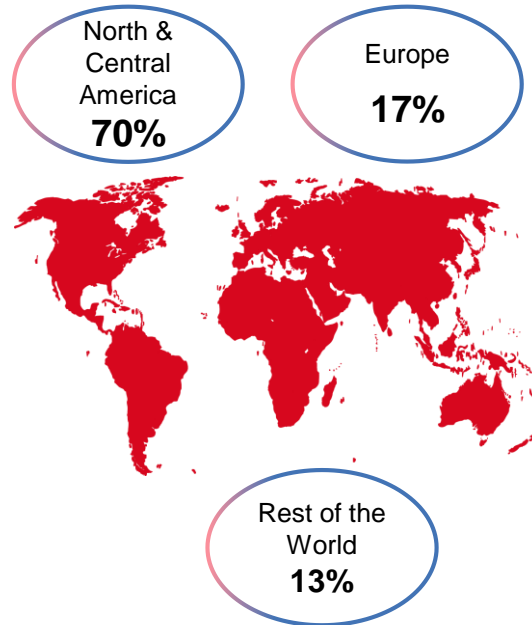 North &
Central
America
70%
Europe
17%
Rest of the
World
13%